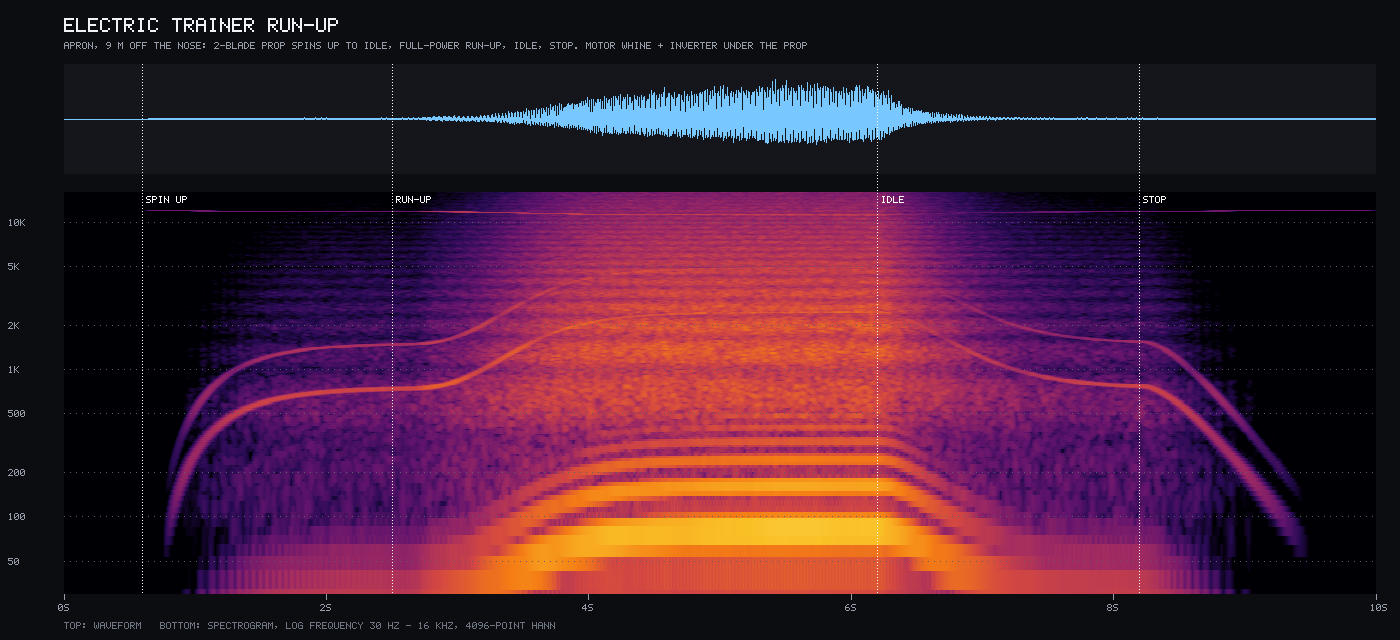 ELECTRIC TRAINER RUN-UP
APRON, 9 M OFF THE NOSE: 2-BLADE PROP SPINS UP TO IDLE, FULL-POWER RUN-UP, IDLE, STOP. MOTOR WHINE + INVERTER UNDER THE PROP
SPIN UP RUN-UP IDLE STOP
10K
5K
2K
1K
500
200
100
50
0S 2S 4S 6S 8S 10S
TOP: WAVEFORM BOTTOM: SPECTROGRAM, LOG FREQUENCY 30 HZ - 16 KHZ, 4096-POINT HANN